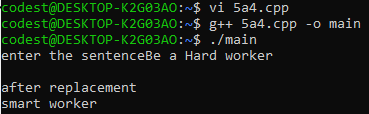 codest@DESKTOP-K2G03AO:~$ vi 5a4.cpp
codest@DESKTOP-K2G03AO:~$ g++ 5a4.cpp -o main
codest@DESKTOP-K2G03AO:~$ ./main
enter the sentenceBe a Hard worker
after replacement
smart worker